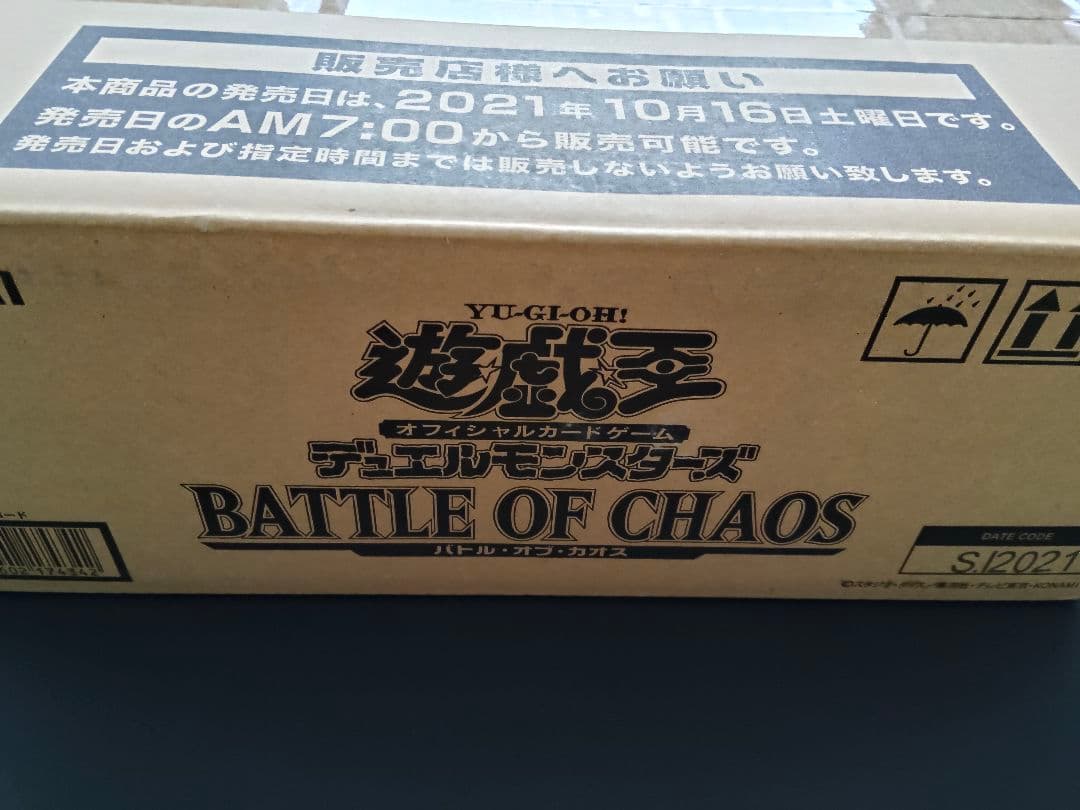 販売店様へお願い
本商品の発売日は、2021年10月16日土曜日です。
発売日のAM7:00から販売可能です。
発売日および指定時間までは販売しないようお願い致します。
YU-GI-OH!
遊戯王
オフィシャルカードゲーム
デュエルモンスターズ
BATTLE OF CHAOS
バトル・オブ・カオス
DATE CODE
S.I2021